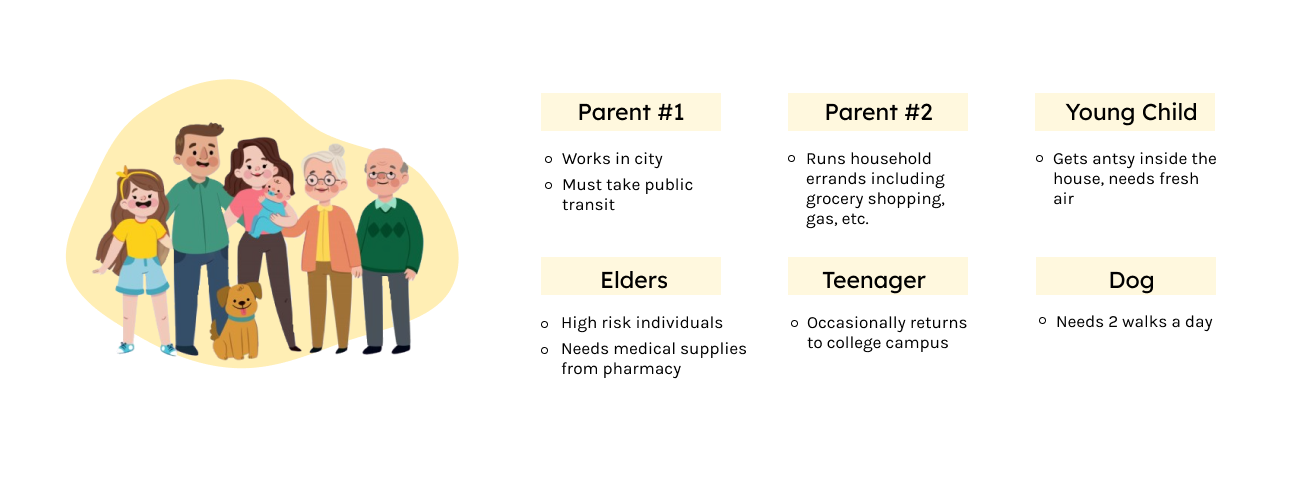 Parent #1
Works in city
Must take public
transit
Parent #2
Runs household
errands including
grocery shopping,
gas, etc.
Young Child
Gets antsy inside the
house, needs fresh
air
Elders
High risk individuals
Needs medical supplies
from pharmacy
Teenager
Occasionally returns
to college campus
Dog
Needs 2 walks a day